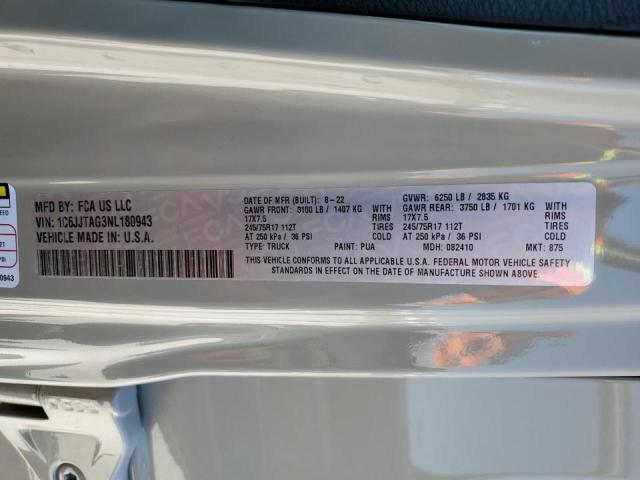 MFD BY: FCA US LLC
VIN: 1C6JJTAG3NL180943
VEHICLE MADE IN: U.S.A.
DATE OF MFR (BUILT): 8-22
GAWR FRONT: 3100 LB / 1407 KG WITH
17X7.5 RIMS
245/75R17 112T TIRES
AT 250 kPa / 36 PSI COLD
TYPE: TRUCK PAINT: PUA
GVWR: 6250 LB / 2835 KG
GAWR REAR: 3750 LB / 1701 KG WITH
17X7.5 RIMS
245/75R17 112T TIRES
AT 250 kPa / 36 PSI COLD
MDH: 082410 MKT: 875
VEHICLE CONFORMS TO ALL APPLICABLE U.S.A. FEDERAL MOTOR VEHICLE SAFETY
STANDARDS IN EFFECT ON THE DATE OF MANUFACTURE SHOWN ABOVE.
EED
21
PSI
0943